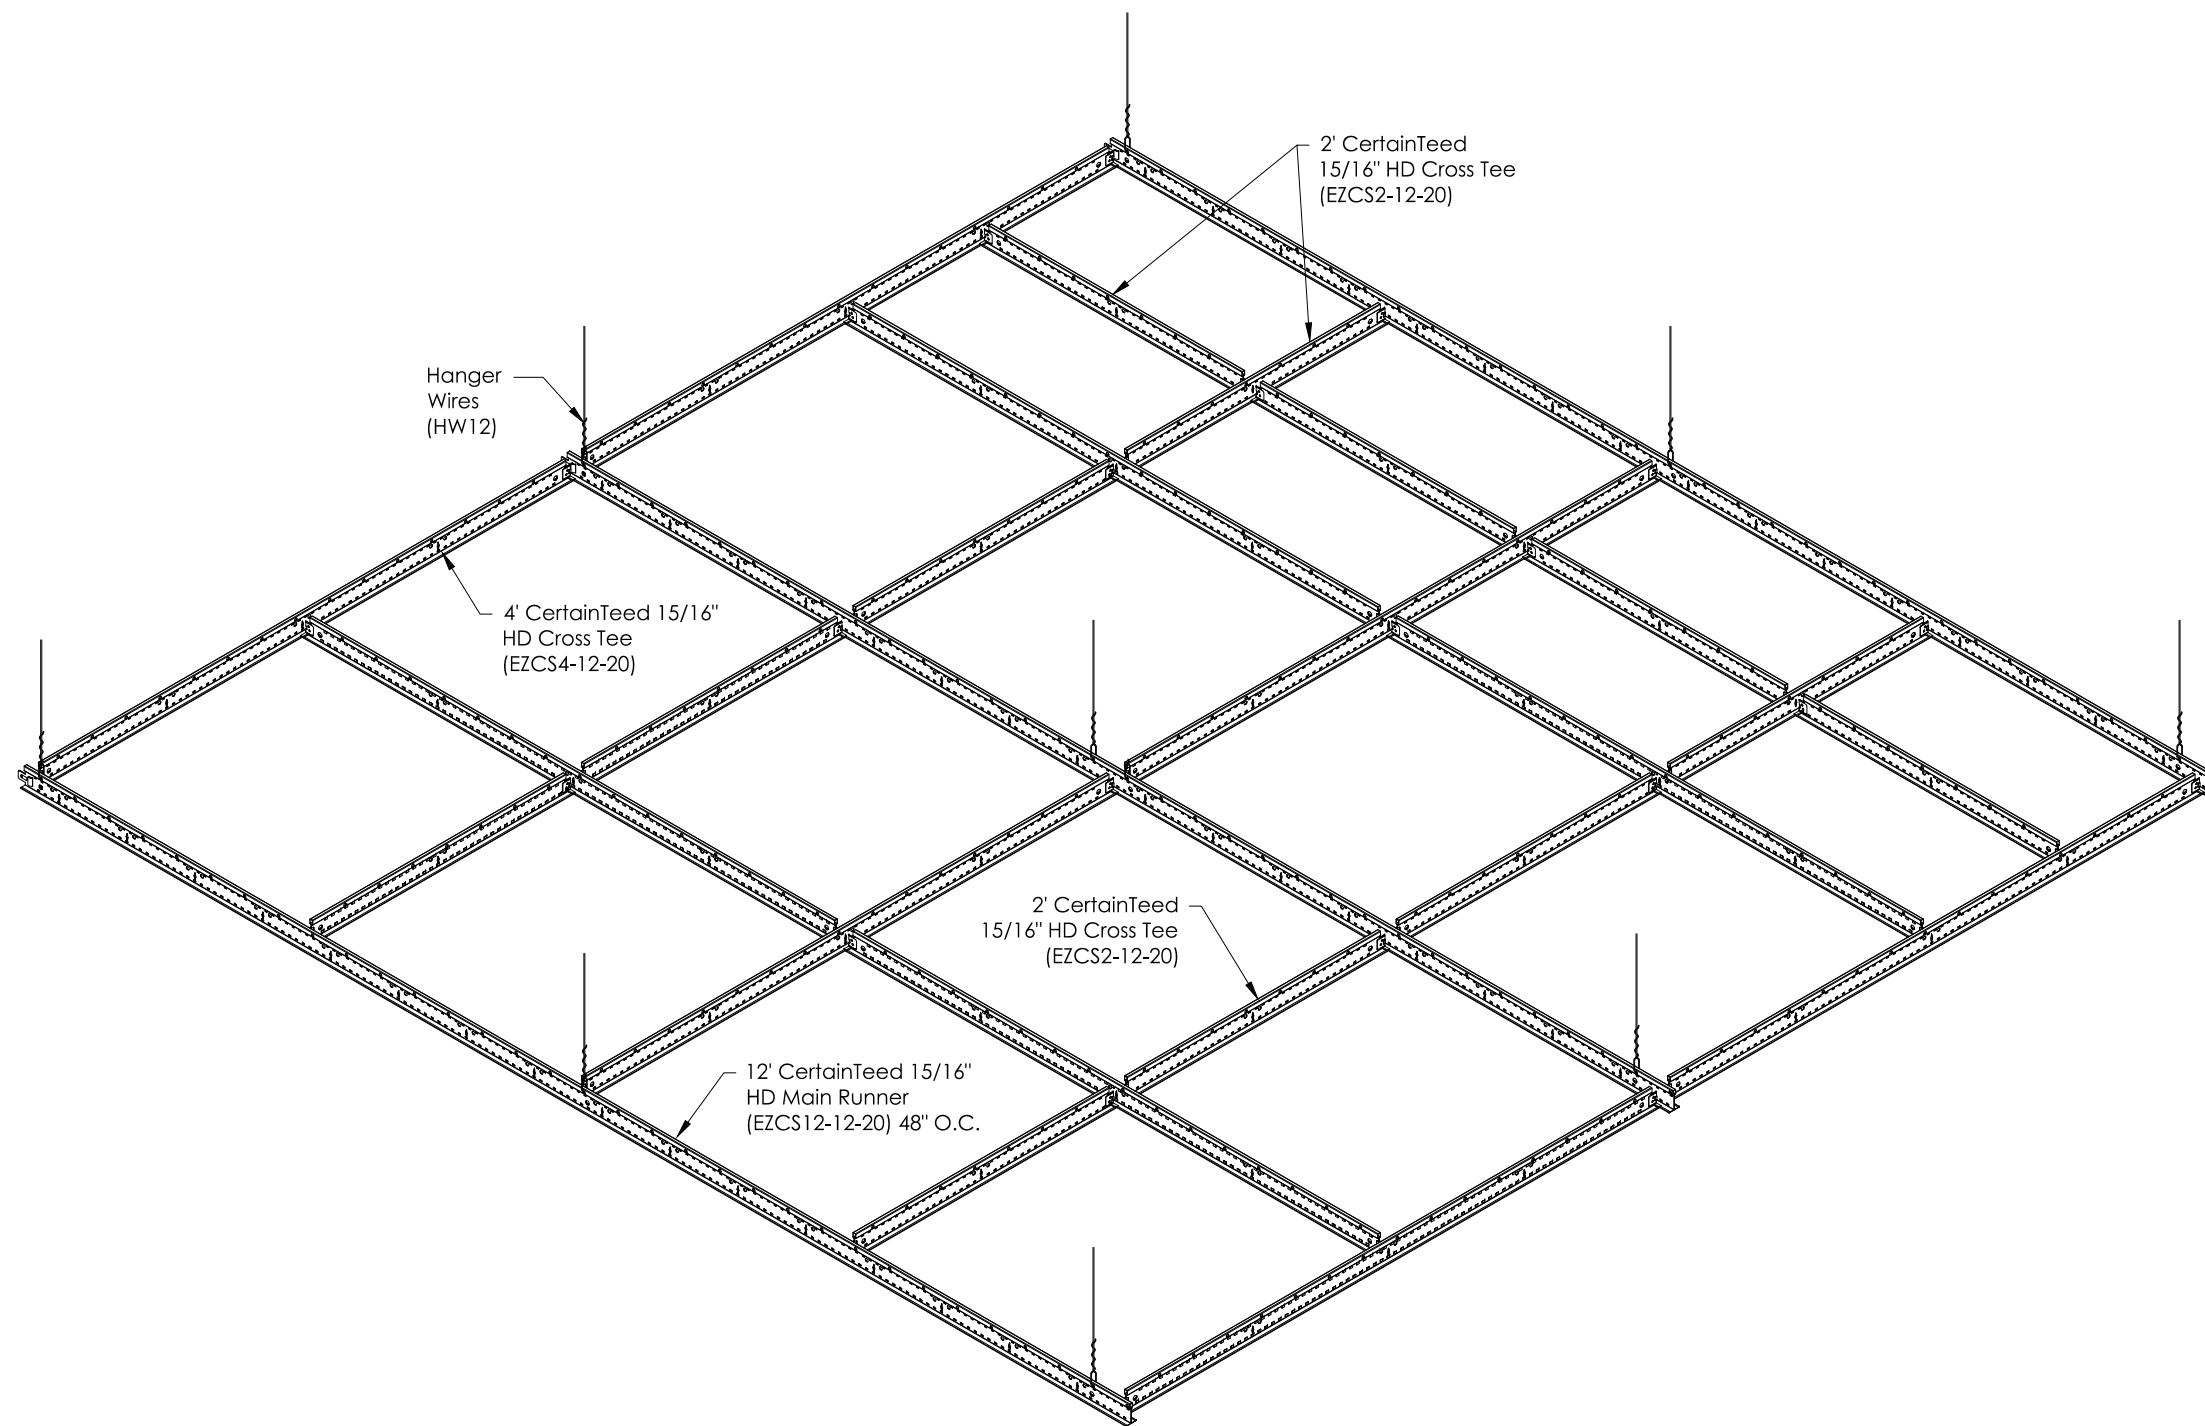 2' CertainTeed
15/16" HD Cross Tee
(EZCS2-12-20)
Hanger
Wires
(HW12)
4' CertainTeed 15/16"
HD Cross Tee
(EZCS4-12-20)
2' CertainTeed
15/16" HD Cross Tee
(EZCS2-12-20)
12' CertainTeed 15/16"
HD Main Runner
(EZCS12-12-20) 48" O.C.